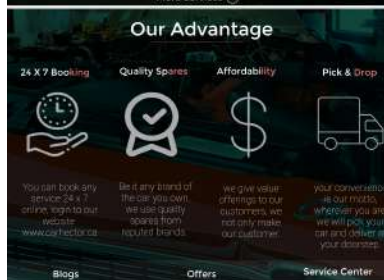 Our Advantage
24 X 7 Booking
Quality Spares
Affordability
Pick & Drop
You can book any
service 24 x 7
online, login to our
website
www.carhector.ca
Be it any brand of
the car you own,
we use quality
spares from
reputed brands.
we give value
offerings to our
customers, we
not only make
our customer.
your convenience
is our motto,
wherever you are
we will pick your
car and deliver at
your doorstep.
Blogs
Offers
Service Center